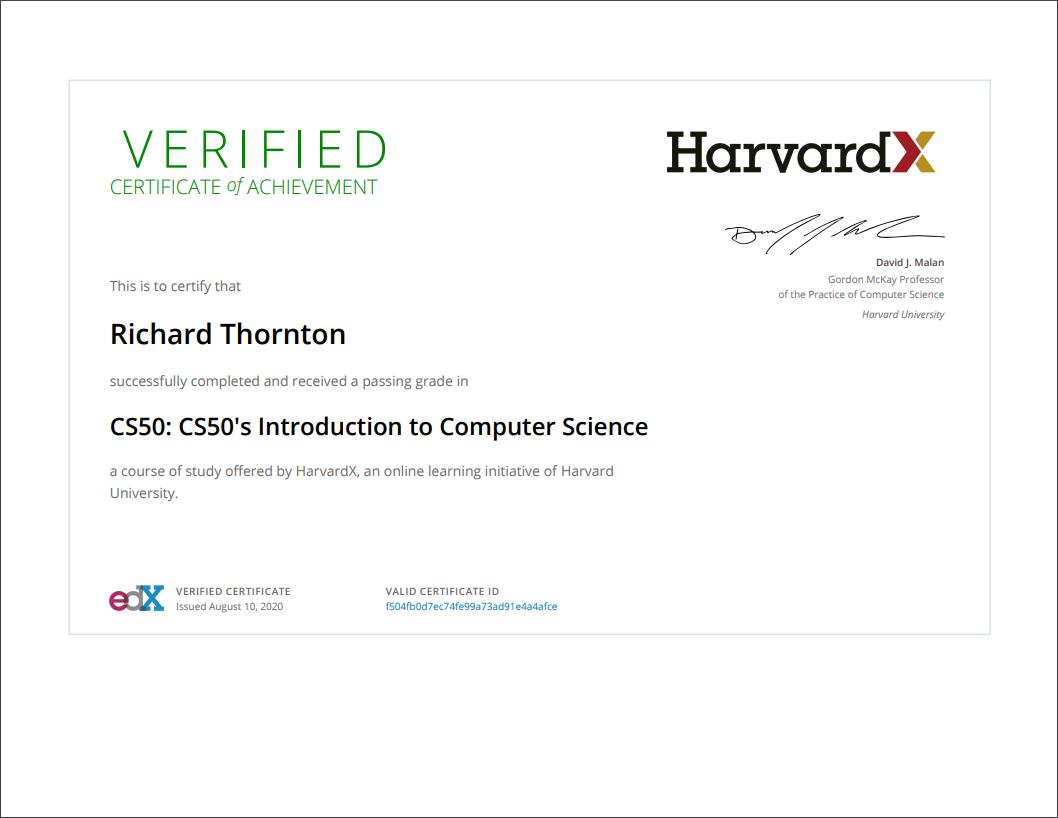 VERIFIED
CERTIFICATE of ACHIEVEMENT
HarvardX
David J. Malan
Gordon McKay Professor
of the Practice of Computer Science
Harvard University
This is to certify that
Richard Thornton
successfully completed and received a passing grade in
CS50: CS50's Introduction to Computer Science
a course of study offered by HarvardX, an online learning initiative of Harvard
University.
edX
VERIFIED CERTIFICATE
Issued August 10, 2020
VALID CERTIFICATE ID
f504fb0d7ec74fe99a73ad91e4a4afce